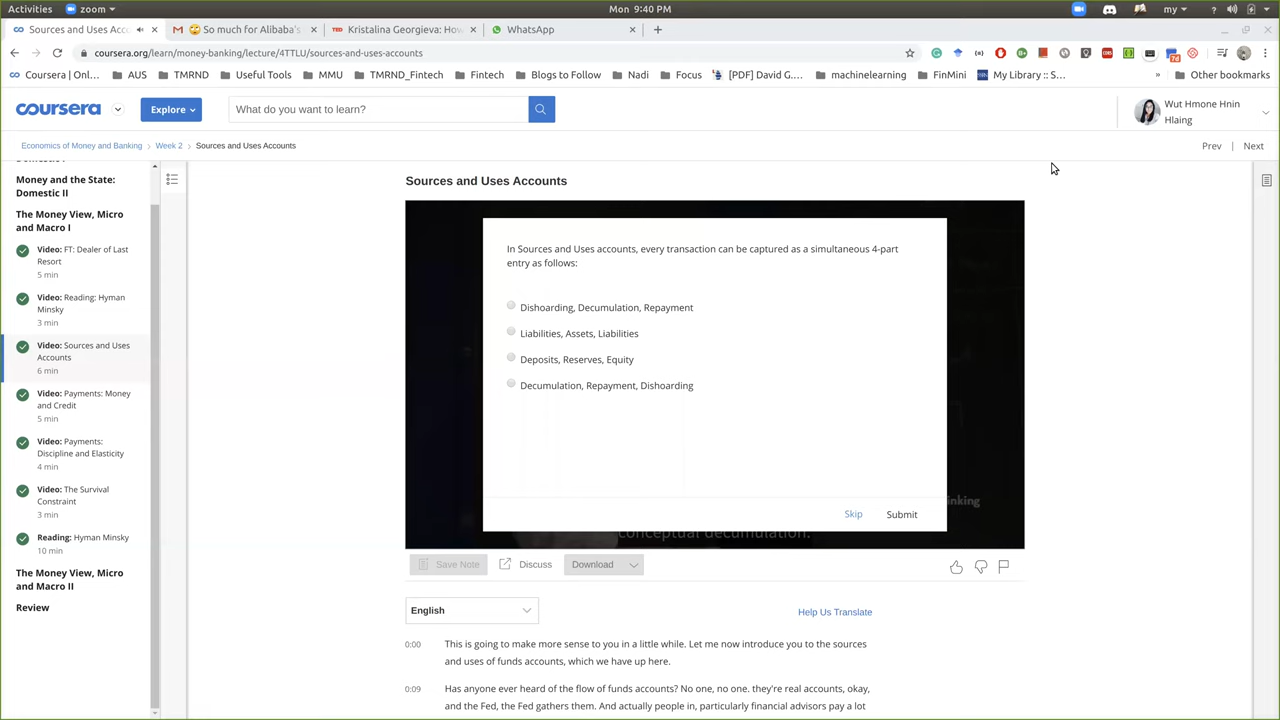 Activities
zoom
Mon 9:40 PM
my
Sources and Uses Acc
So much for Alibaba's
TED
Kristalina Georgieva: How
WhatsApp
coursera.org/learn/money-banking/lecture/4TTLU/sources-and-uses-accounts
Coursera | Onl...
AUS
TMRND
Useful Tools
MMU
TMRND_Fintech
Fintech
Blogs to Follow
Nadi
Focus
[PDF] David G....
machinelearning
FinMini
My Library :: S...
»
Other bookmarks
coursera
Explore
What do you want to learn?
Wut Hmone Hnin
Hlaing
Economics of Money and Banking › Week 2 › Sources and Uses Accounts
Prev | Next
Domestic I
Money and the State:
Domestic II
The Money View, Micro
and Macro I
Video: FT: Dealer of Last
Resort
5 min
Video: Reading: Hyman
Minsky
3 min
Video: Sources and Uses
Accounts
6 min
Video: Payments: Money
and Credit
5 min
Video: Payments:
Discipline and Elasticity
4 min
Video: The Survival
Constraint
3 min
Reading: Hyman Minsky
10 min
The Money View, Micro
and Macro II
Review
Sources and Uses Accounts
In Sources and Uses accounts, every transaction can be captured as a simultaneous 4-part
entry as follows:
Dishoarding, Decumulation, Repayment
Liabilities, Assets, Liabilities
Deposits, Reserves, Equity
Decumulation, Repayment, Dishoarding
Skip
Submit
inking
conceptual decumulation.
Save Note
Discuss
Download
English
Help Us Translate
0:00
This is going to make more sense to you in a little while. Let me now introduce you to the sources
and uses of funds accounts, which we have up here.
0:09
Has anyone ever heard of the flow of funds accounts? No one, no one. they're real accounts, okay,
and the Fed, the Fed gathers them. And actually people in, particularly financial advisors pay a lot